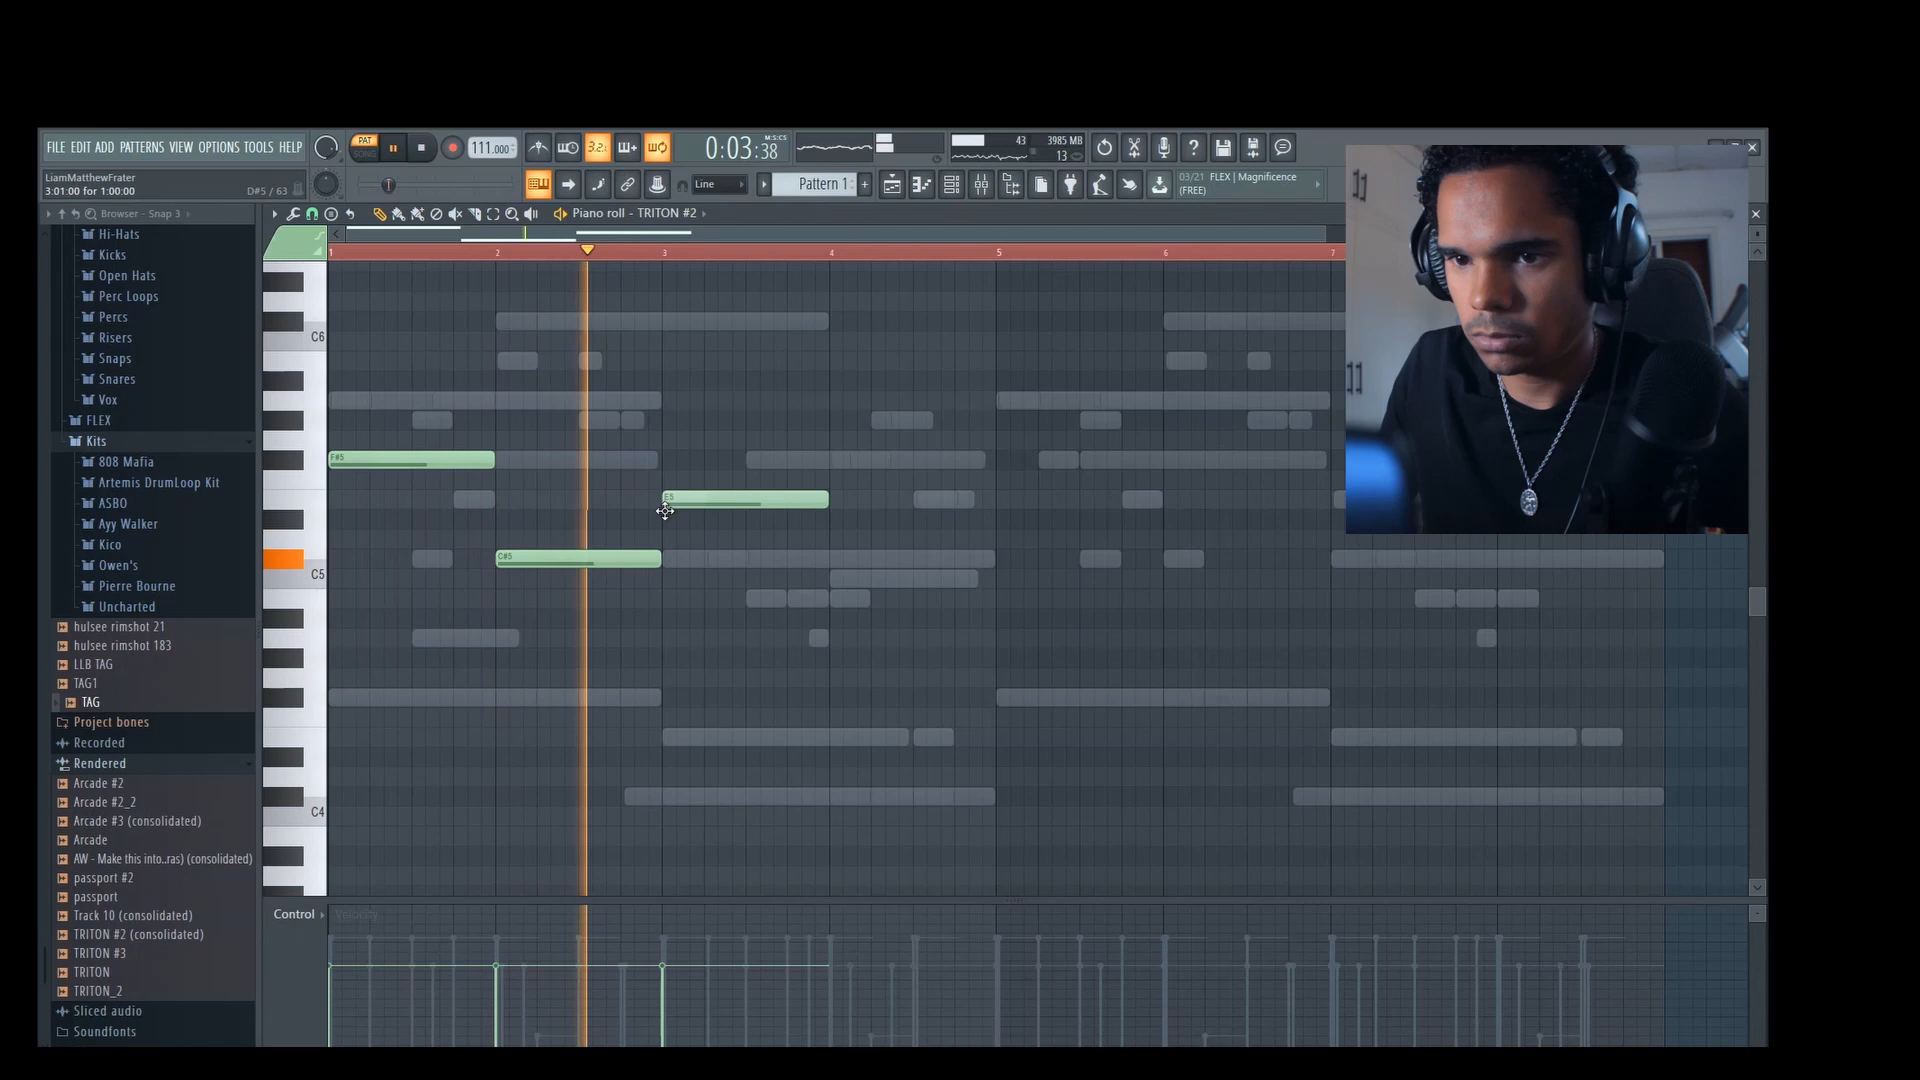 FILE EDIT ADD PATTERNS VIEW OPTIONS TOOLS HELP
PAT
SONG
111.000
3.2.
0:03:38
M:S:CS
43
3985 MB
13
LiamMatthewFrater
3:01:00 for 1:00:00
D#5 / 63
Line
Pattern 1
03/21 FLEX | Magnificence
(FREE)
Browser - Snap 3
Piano roll - TRITON #2
Hi-Hats
Kicks
Open Hats
Perc Loops
Percs
Risers
Snaps
Snares
Vox
FLEX
Kits
808 Mafia
Artemis DrumLoop Kit
ASBO
Ayy Walker
Kico
Owen's
Pierre Bourne
Uncharted
hulsee rimshot 21
hulsee rimshot 183
LLB TAG
TAG1
TAG
Project bones
Recorded
Rendered
Arcade #2
Arcade #2_2
Arcade #3 (consolidated)
Arcade
AW - Make this into..ras) (consolidated)
passport #2
passport
Track 10 (consolidated)
TRITON #2 (consolidated)
TRITON #3
TRITON
TRITON_2
Sliced audio
Soundfonts
1
2
3
4
5
6
7
C6
F#5
E5
C#5
C5
C4
Control
Velocity